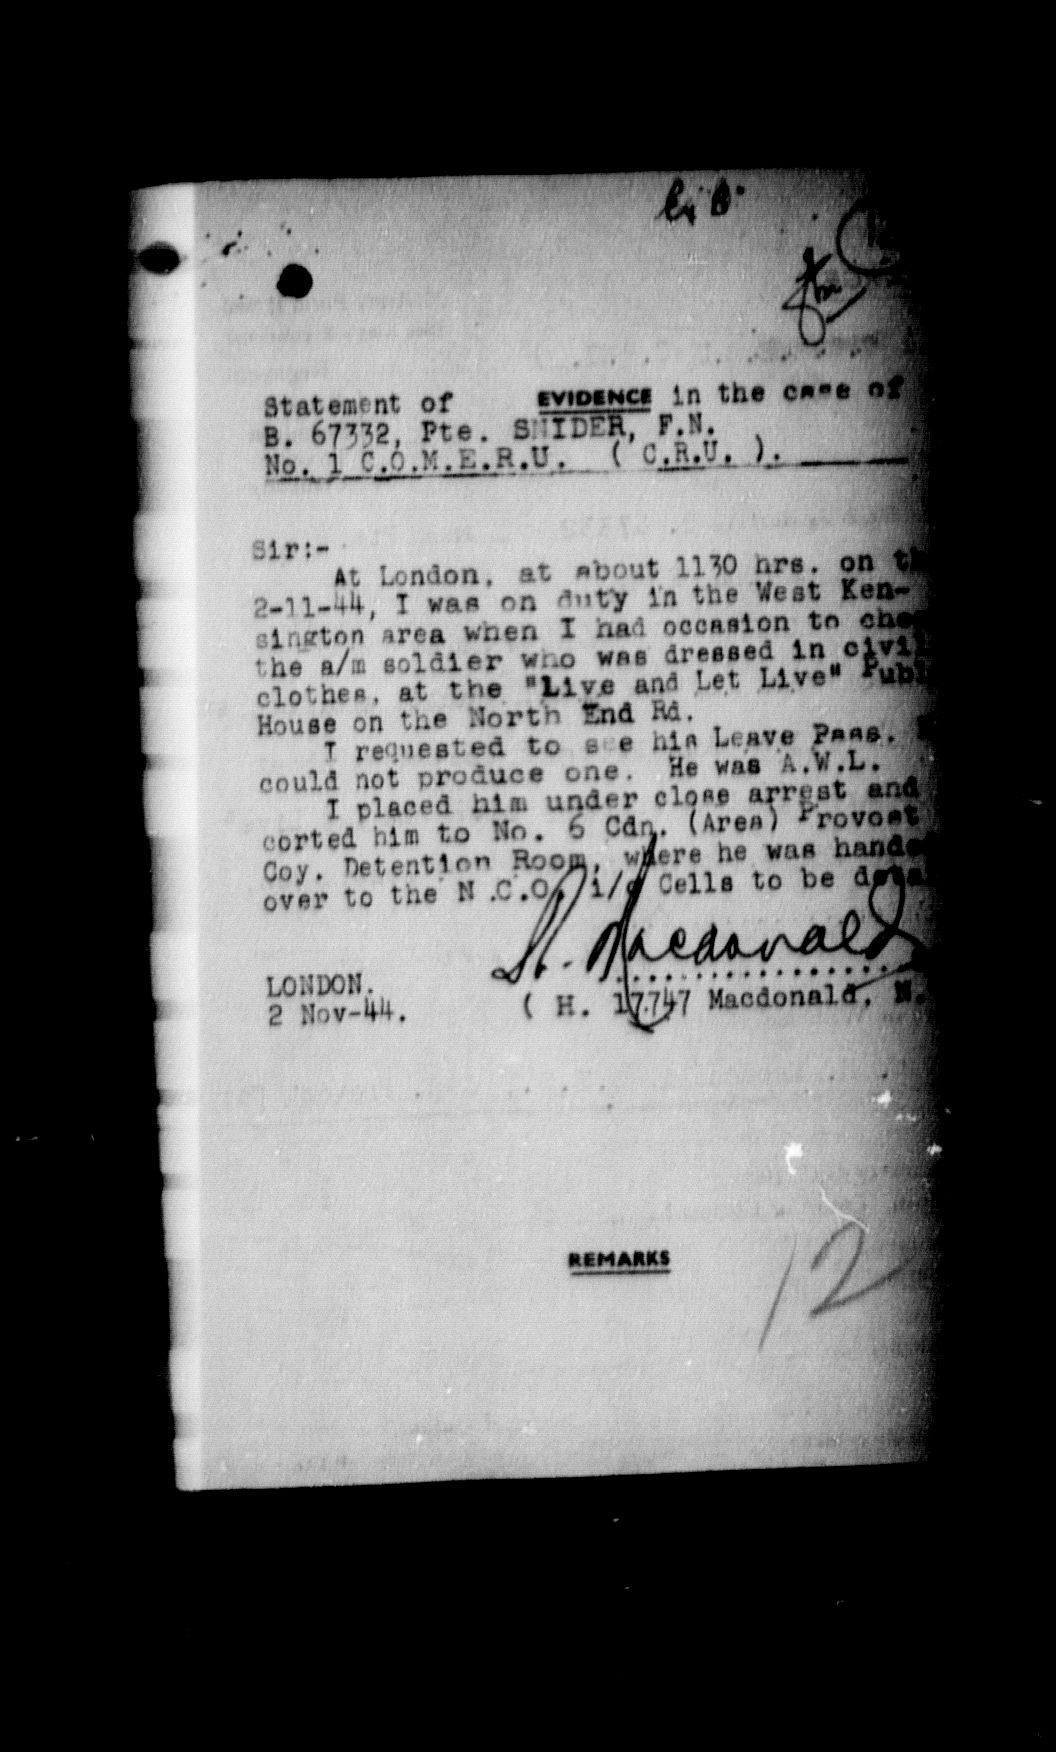 Statement of EVIDENCE in the case of
B. 67332, Pte. SNIDER, F.N.
No. 1 C.O.M.E.R.U. ( C.R.U. ).
Sir:-
At London, at about 1130 hrs. on
2-11-44, I was on duty in the West Ken-
sington area when I had occasion to
the a/m soldier who was dressed in
clothes, at the "Live and Let Live"
House on the North End Rd.
I requested to see his Leave Pass.
could not produce one. He was A.W.L.
I placed him under close arrest and
corted him to No. 6 Cdn. (Area) Provost
Coy. Detention Room, where he was
over to the N.C.O. i/c Cells to be
Macdonald
LONDON.
2 Nov-44. ( H. 17747 Macdonald,
REMARKS
12